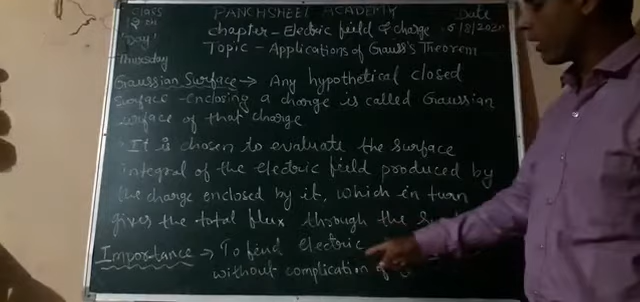 Class
PANCHSHEEL ACADEMY
Date
chapter - Electric field & charge
6/8/2020
"Day"
Topic - Applications of Gauss's Theorem
Thursday
Gaussian Surface → Any hypothetical closed
surface enclosing a charge is called Gaussian
surface of that charge
It is chosen to evaluate the surface
integral of the electric field produced by
the charge enclosed by it, which in turn
gives the total flux through the
Importance → To find electric
without complication of